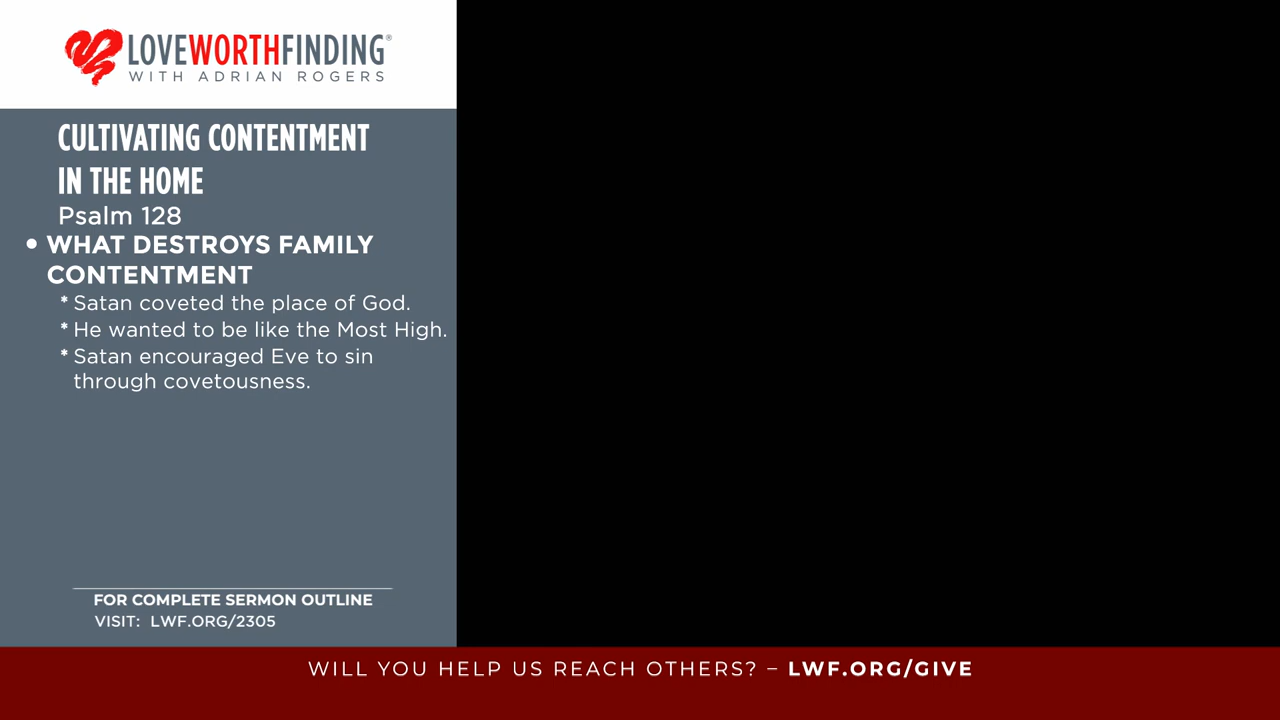 LOVEWORTHFINDING®
WITH ADRIAN ROGERS
CULTIVATING CONTENTMENT
IN THE HOME
Psalm 128
• WHAT DESTROYS FAMILY
CONTENTMENT
* Satan coveted the place of God.
* He wanted to be like the Most High.
* Satan encouraged Eve to sin
through covetousness.
FOR COMPLETE SERMON OUTLINE
VISIT: LWF.ORG/2305
WILL YOU HELP US REACH OTHERS? – LWF.ORG/GIVE